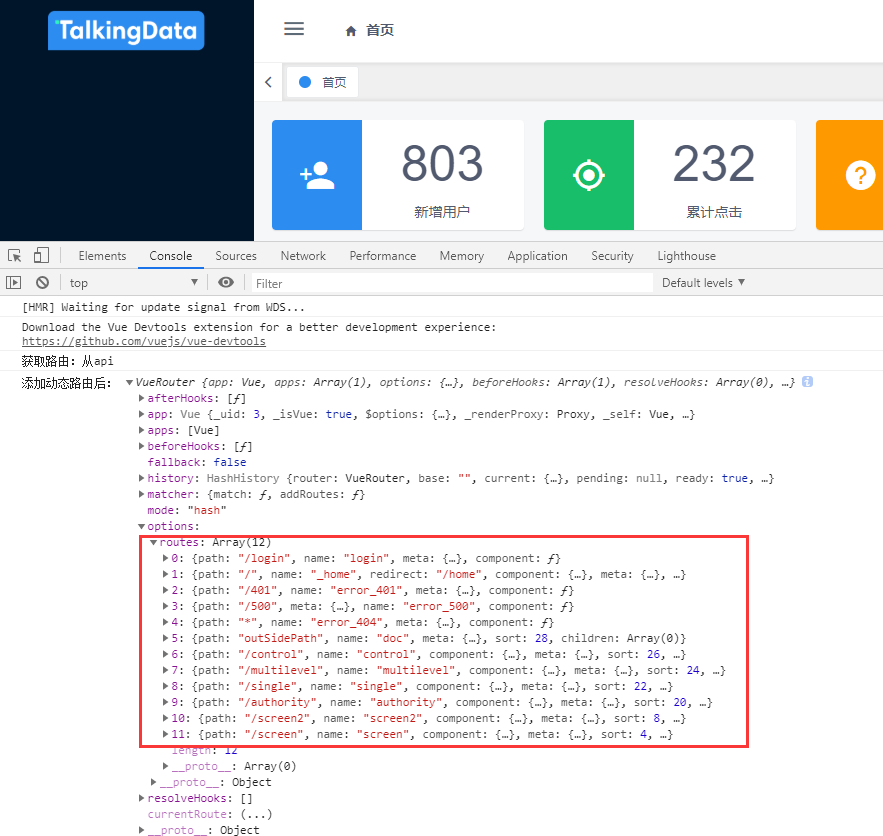 TalkingData
首页
首页
803
新增用户
232
累计点击
?
Elements Console Sources Network Performance Memory Application Security Lighthouse
top Filter Default levels
[HMR] Waiting for update signal from WDS...
Download the Vue Devtools extension for a better development experience:
https://github.com/vuejs/vue-devtools
获取路由: 从api
添加动态路由后: VueRouter {app: Vue, apps: Array(1), options: {…}, beforeHooks: Array(1), resolveHooks: Array(0), …} i
afterHooks: [ƒ]
app: Vue {_uid: 3, _isVue: true, $options: {…}, _renderProxy: Proxy, _self: Vue, …}
apps: [Vue]
beforeHooks: [ƒ]
fallback: false
history: HashHistory {router: VueRouter, base: "", current: {…}, pending: null, ready: true, …}
matcher: {match: ƒ, addRoutes: ƒ}
mode: "hash"
options:
routes: Array(12)
0: {path: "/login", name: "login", meta: {…}, component: ƒ}
1: {path: "/", name: "_home", redirect: "/home", component: {…}, meta: {…}, …}
2: {path: "/401", name: "error_401", meta: {…}, component: ƒ}
3: {path: "/500", meta: {…}, name: "error_500", component: ƒ}
4: {path: "*", name: "error_404", meta: {…}, component: ƒ}
5: {path: "outSidePath", name: "doc", meta: {…}, sort: 28, children: Array(0)}
6: {path: "/control", name: "control", component: {…}, meta: {…}, sort: 26, …}
7: {path: "/multilevel", name: "multilevel", component: {…}, meta: {…}, sort: 24, …}
8: {path: "/single", name: "single", component: {…}, meta: {…}, sort: 22, …}
9: {path: "/authority", name: "authority", component: {…}, meta: {…}, sort: 20, …}
10: {path: "/screen2", name: "screen2", component: {…}, meta: {…}, sort: 8, …}
11: {path: "/screen", name: "screen", component: {…}, meta: {…}, sort: 4, …}
length: 12
__proto__: Array(0)
__proto__: Object
resolveHooks: []
currentRoute: (...)
__proto__: Object